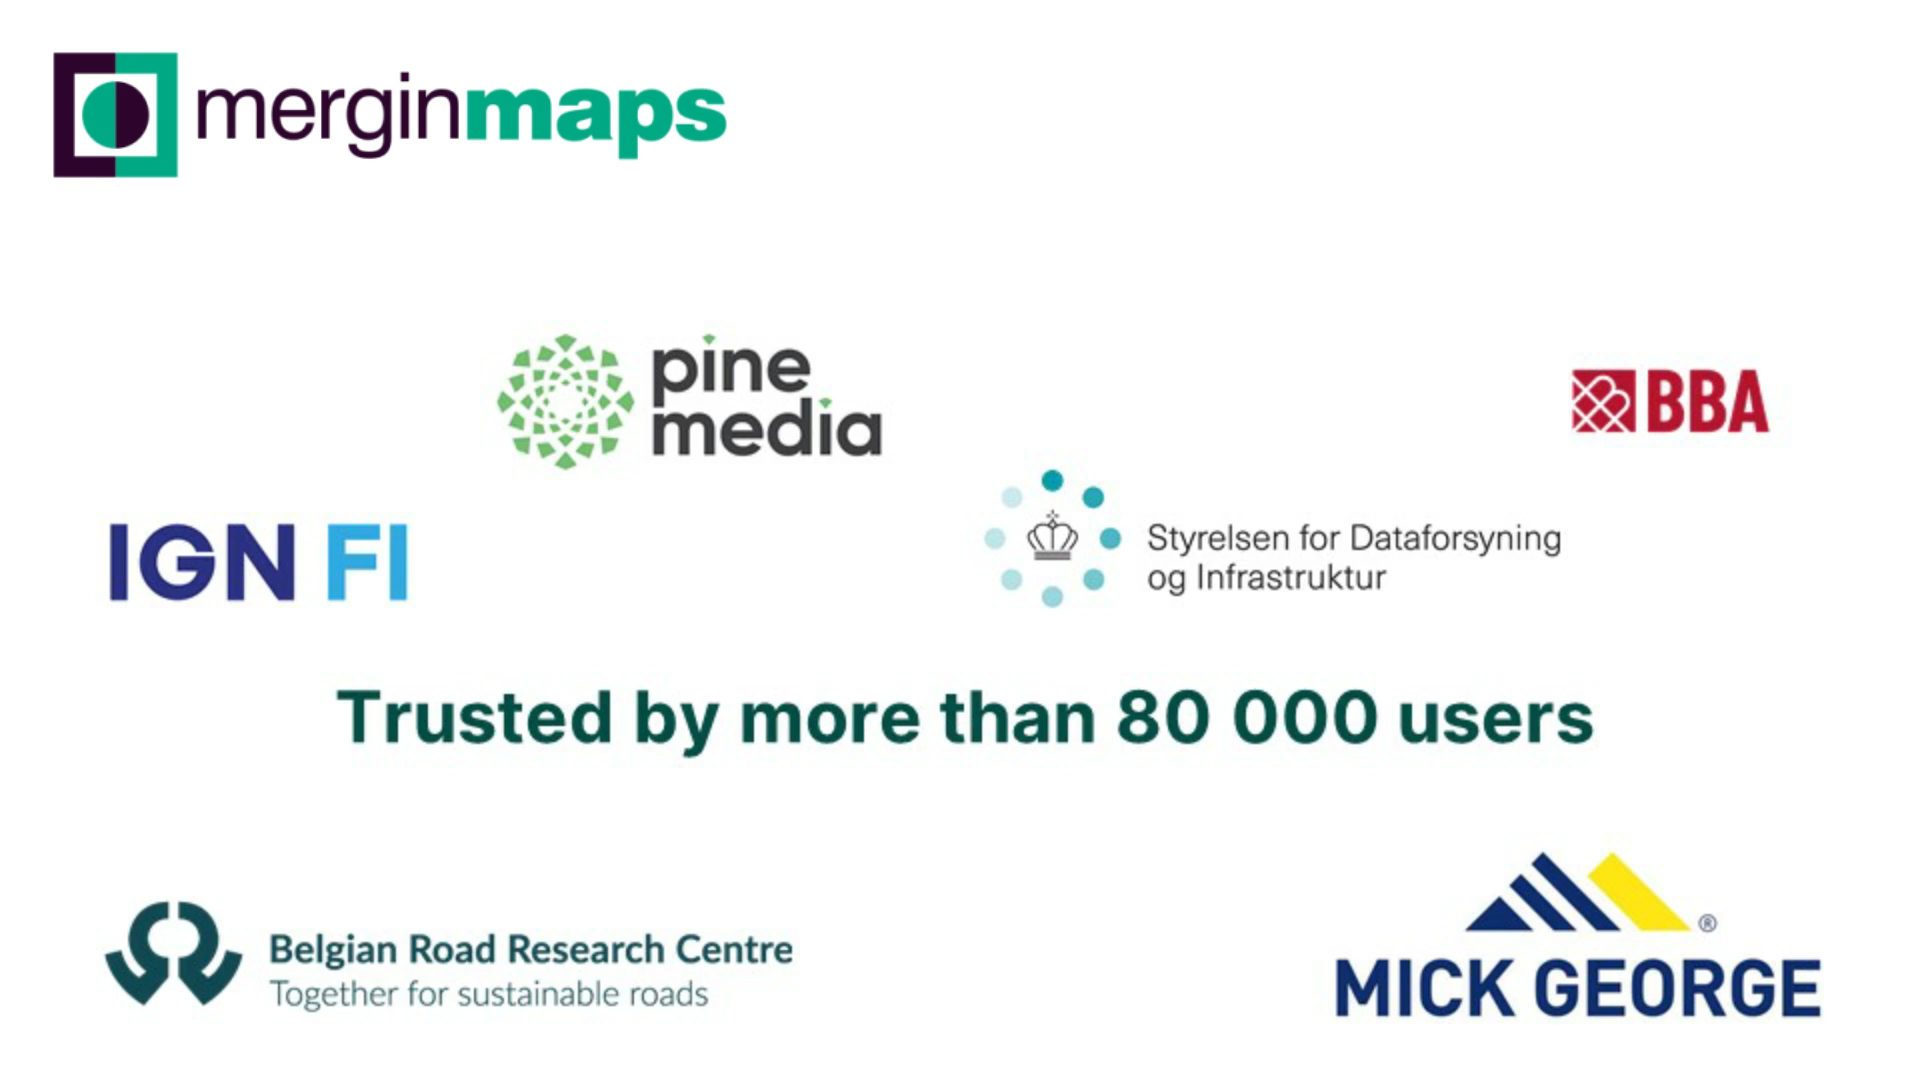 merginmaps
pine
media
BBA
IGN FI
Styrelsen for Dataforsyning
og Infrastruktur
Trusted by more than 80 000 users
Belgian Road Research Centre
Together for sustainable roads
®
MICK GEORGE